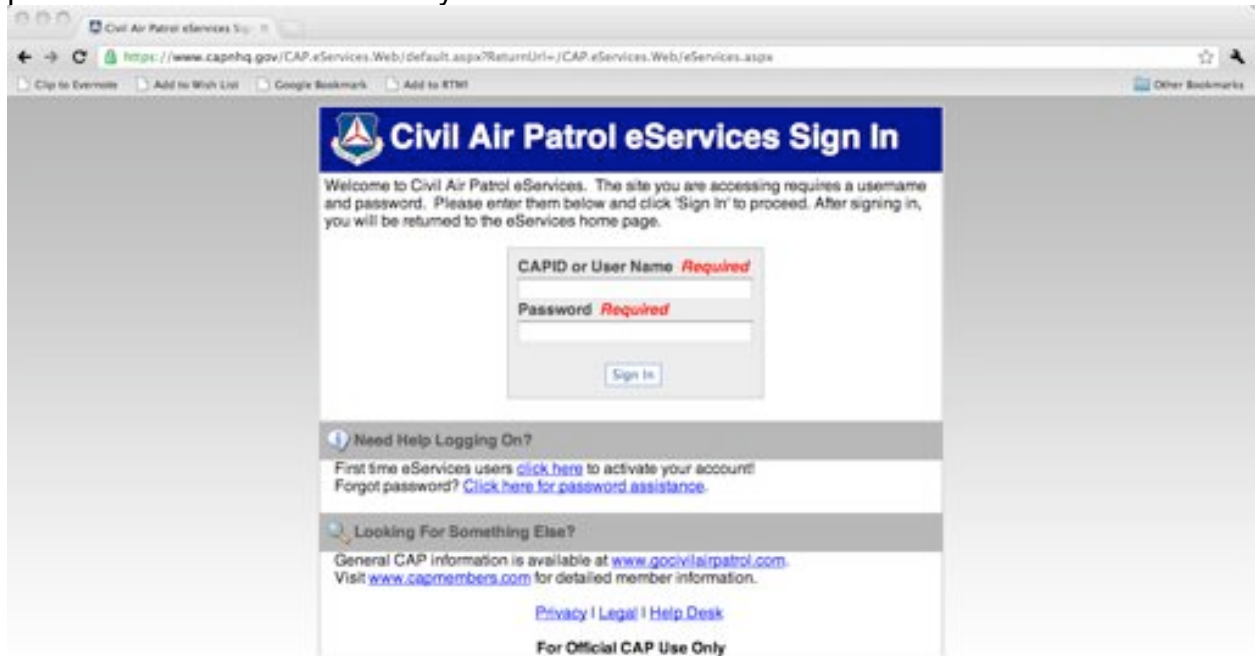 Civil Air Patrol eServices Sig
https://www.capnhq.gov/CAP.eServices.Web/default.aspx?ReturnUrl=/CAP.eServices.Web/eServices.aspx
Clip to Evernote Add to Wish List Google Bookmark Add to RTM! Other Bookmarks
Civil Air Patrol eServices Sign In
Welcome to Civil Air Patrol eServices. The site you are accessing requires a username
and password. Please enter them below and click 'Sign In' to proceed. After signing in,
you will be returned to the eServices home page.
CAPID or User Name Required
Password Required
Sign In
Need Help Logging On?
First time eServices users click here to activate your account!
Forgot password? Click here for password assistance.
Looking For Something Else?
General CAP information is available at www.gocivilairpatrol.com.
Visit www.capmembers.com for detailed member information.
Privacy | Legal | Help Desk
For Official CAP Use Only